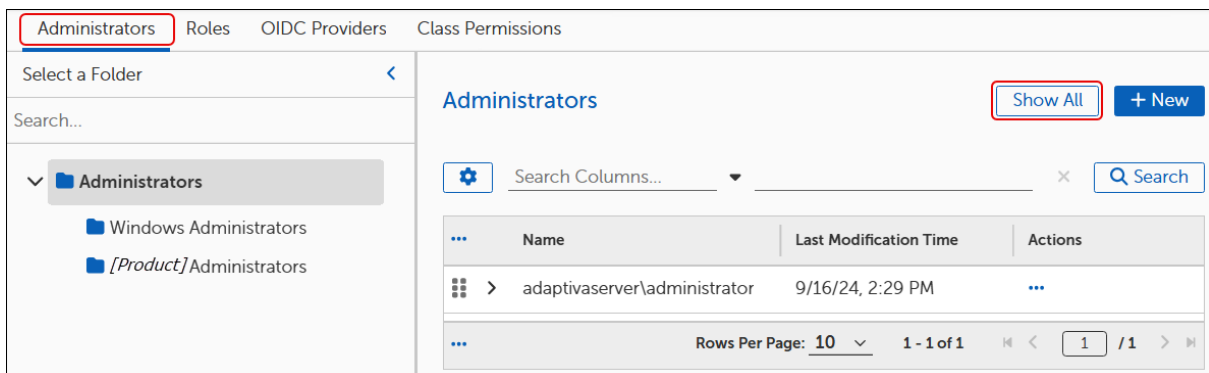 Administrators Roles OIDC Providers Class Permissions
Select a Folder
Search...
Administrators
Windows Administrators
[Product] Administrators
Administrators
Show All
+ New
Search Columns...
Search
Name Last Modification Time Actions
adaptivaserver\administrator 9/16/24, 2:29 PM
Rows Per Page: 10 1 - 1 of 1 1 / 1